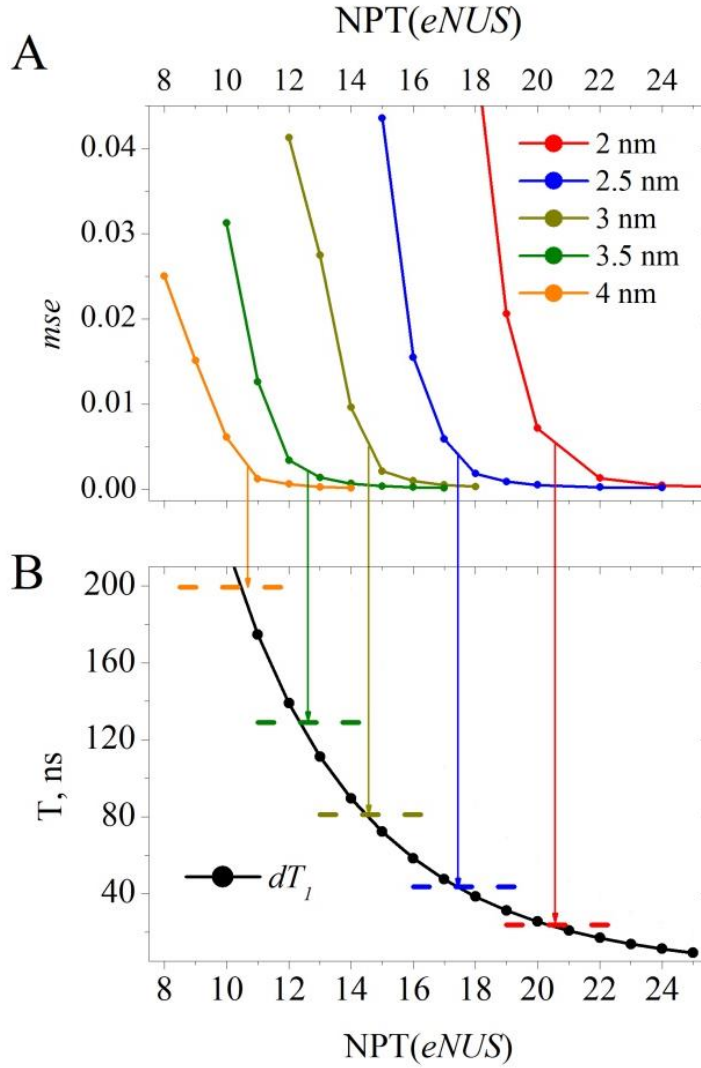 NPT(eNUS)
A
8 10 12 14 16 18 20 22 24
0.04
0.03
0.02
0.01
0.00
mse
2 nm
2.5 nm
3 nm
3.5 nm
4 nm
B
200
160
120
80
40
T, ns
dT1
8 10 12 14 16 18 20 22 24
NPT(eNUS)